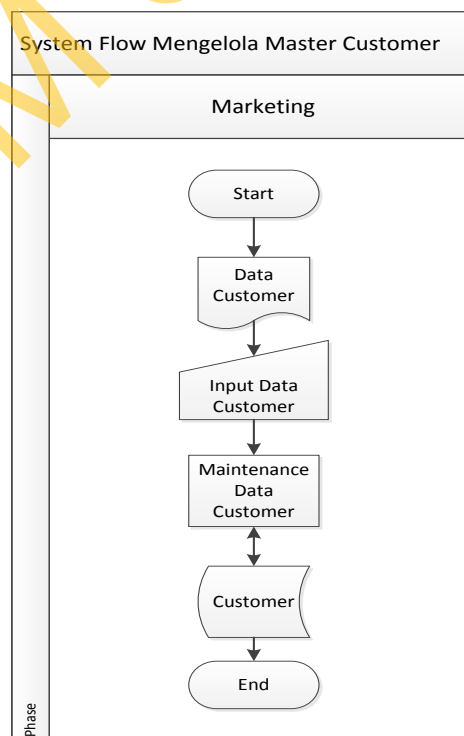 System Flow Mengelola Master Customer
Marketing
Start
Data
Customer
Input Data
Customer
Maintenance
Data
Customer
Customer
End
Phase